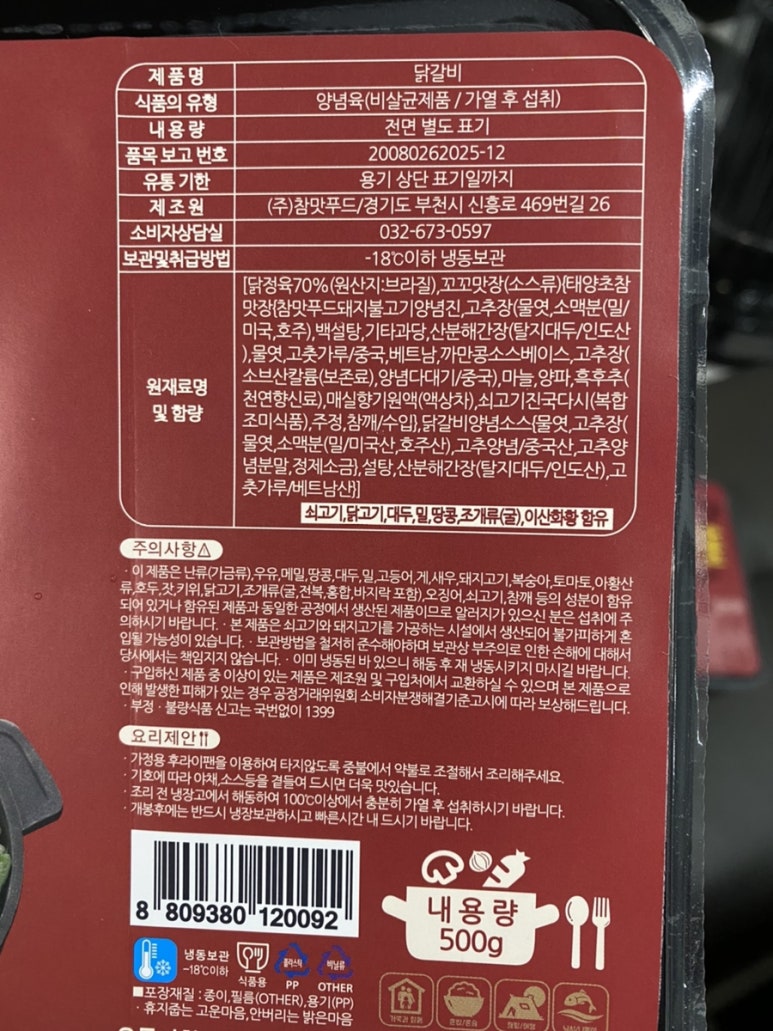 제품명 닭갈비
식품의 유형 양념육(비살균제품 / 가열 후 섭취)
내용량 전면 별도 표기
품목 보고 번호 20080262025-12
유통 기한 용기 상단 표기일까지
제조원 (주)참맛푸드/경기도 부천시 신흥로 469번길 26
소비자상담실 032-673-0597
보관및취급방법 -18℃이하 냉동보관
원재료명 및 함량
[닭정육70%(원산지:브라질),꼬꼬맛장(소스류){태양초참
맛장{참맛푸드돼지불고기양념진,고추장(물엿,소맥분(밀/
미국,호주),백설탕,기타과당,산분해간장(탈지대두/인도산
),물엿,고춧가루/중국,베트남,까만콩소스베이스,고추장(
소브산칼륨(보존료),양념다대기/중국),마늘,양파,흑후추(
천연향신료),매실향기원액(액상차),쇠고기진국다시(복합
조미식품),주정,참깨/수입},닭갈비양념소스{물엿,고추장(
물엿,소맥분(밀/미국산,호주산),고추양념/중국산,고추양
념분말,정제소금},설탕,산분해간장(탈지대두/인도산),고
춧가루/베트남산}]
쇠고기,닭고기,대두,밀,땅콩,조개류(굴),이산화황 함유
주의사항⚠
· 이 제품은 난류(가금류),우유,메밀,땅콩,대두,밀,고등어,게,새우,돼지고기,복숭아,토마토,아황산
류,호두,잣,키위,닭고기,조개류(굴,전복,홍합,바지락 포함),오징어,쇠고기,참깨 등의 성분이 함유
되어 있거나 함유된 제품과 동일한 공정에서 생산된 제품이므로 알러지가 있으신 분은 섭취에 주
의하시기 바랍니다. · 본 제품은 쇠고기와 돼지고기를 가공하는 시설에서 생산되어 불가피하게 혼
입될 가능성이 있습니다. · 보관방법을 철저히 준수해야하며 보관상 부주의로 인한 손해에 대해서
당사에서는 책임지지 않습니다. · 이미 냉동된 바 있으니 해동 후 재 냉동시키지 마시길 바랍니다.
· 구입하신 제품 중 이상이 있는 제품은 제조원 및 구입처에서 교환하실 수 있으며 본 제품으로
인해 발생한 피해가 있는 경우 공정거래위원회 소비자분쟁해결기준고시에 따라 보상해드립니다.
· 부정 · 불량식품 신고는 국번없이 1399
요리제안
· 가정용 후라이팬을 이용하여 타지않도록 중불에서 약불로 조절해서 조리해주세요.
· 기호에 따라 야채,소스등을 곁들여 드시면 더욱 맛있습니다.
· 조리 전 냉장고에서 해동하여 100℃이상에서 충분히 가열 후 섭취하시기 바랍니다.
· 개봉후에는 반드시 냉장보관하시고 빠른시간 내 드시기 바랍니다.
8 809380 120092
내용량
500g
냉동보관
-18℃이하
식품용
플라스틱
PP
비닐류
OTHER
■포장재질 : 종이,필름(OTHER),용기(PP)
· 휴지줍는 고운마음,안버리는 밝은마음